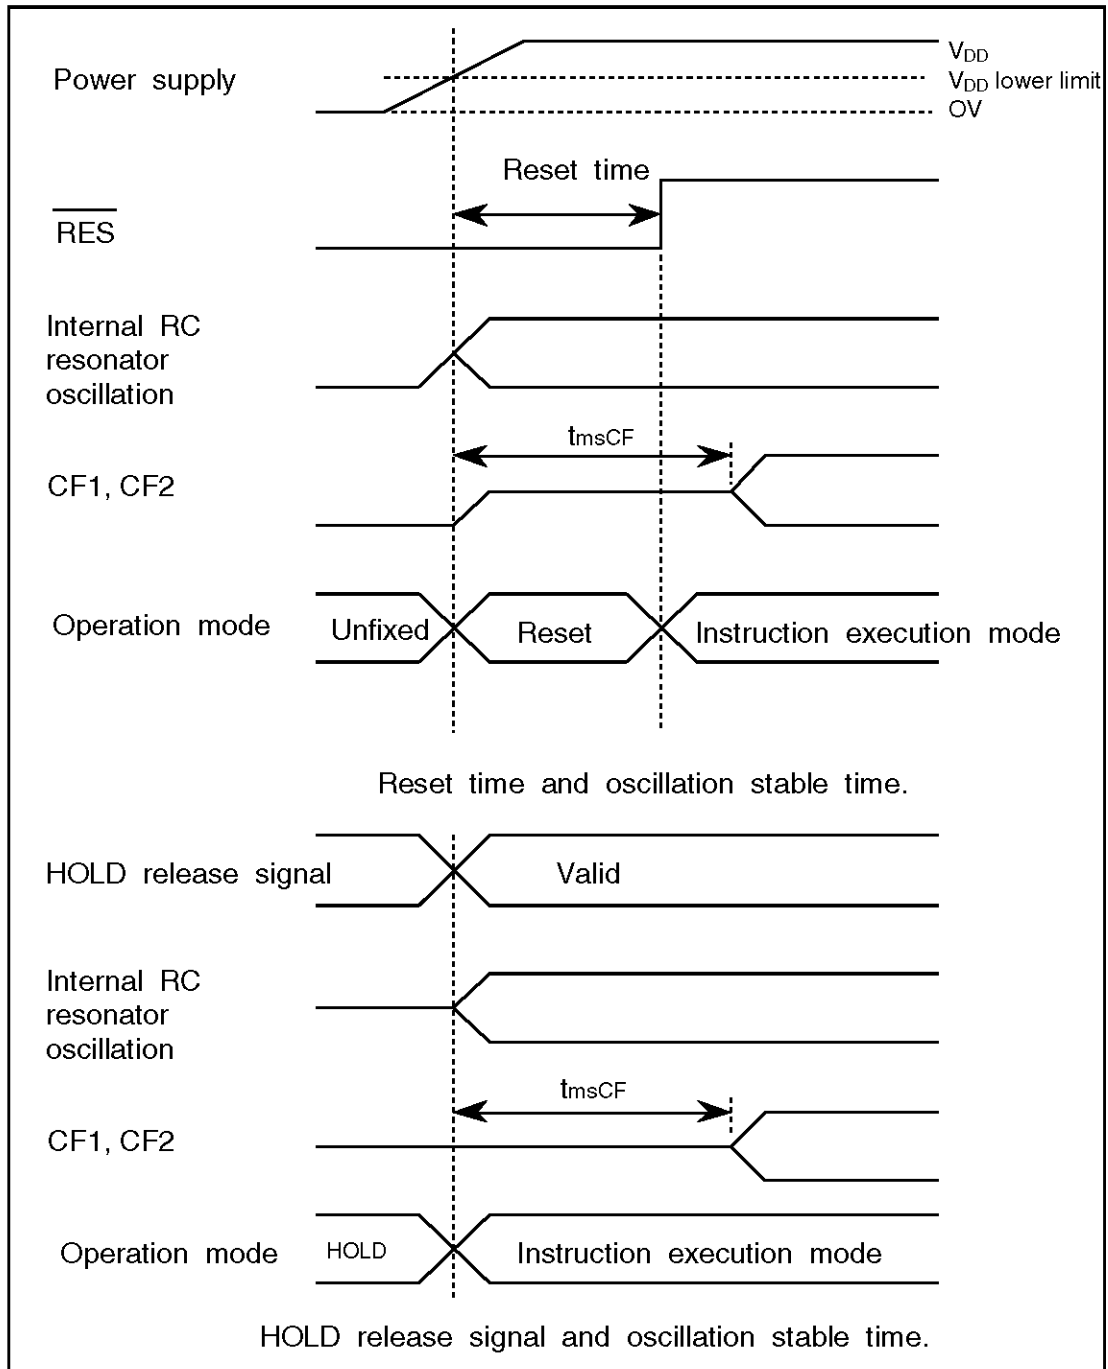 Power supply
VDD
VDD lower limit
OV
Reset time
RES
Internal RC
resonator
oscillation
tmsCF
CF1, CF2
Operation mode
Unfixed
Reset
Instruction execution mode
Reset time and oscillation stable time.
HOLD release signal
Valid
Internal RC
resonator
oscillation
tmsCF
CF1, CF2
Operation mode
HOLD
Instruction execution mode
HOLD release signal and oscillation stable time.